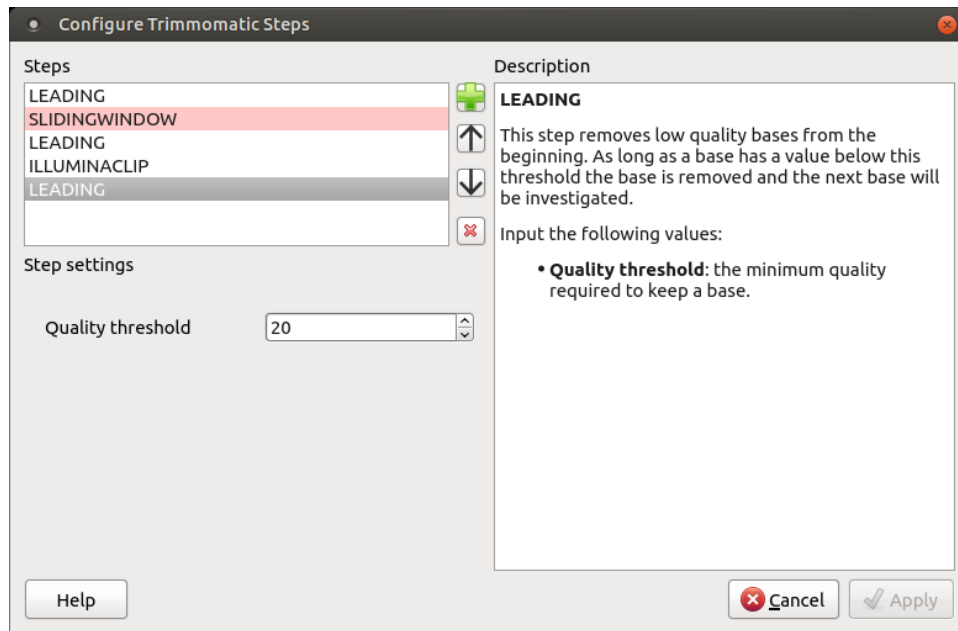 Configure Trimmomatic Steps
Steps
LEADING
SLIDINGWINDOW
LEADING
ILLUMINACLIP
LEADING
Step settings
Quality threshold
20
Description
LEADING
This step removes low quality bases from the
beginning. As long as a base has a value below this
threshold the base is removed and the next base will
be investigated.
Input the following values:
• Quality threshold: the minimum quality
required to keep a base.
Help
Cancel
Apply